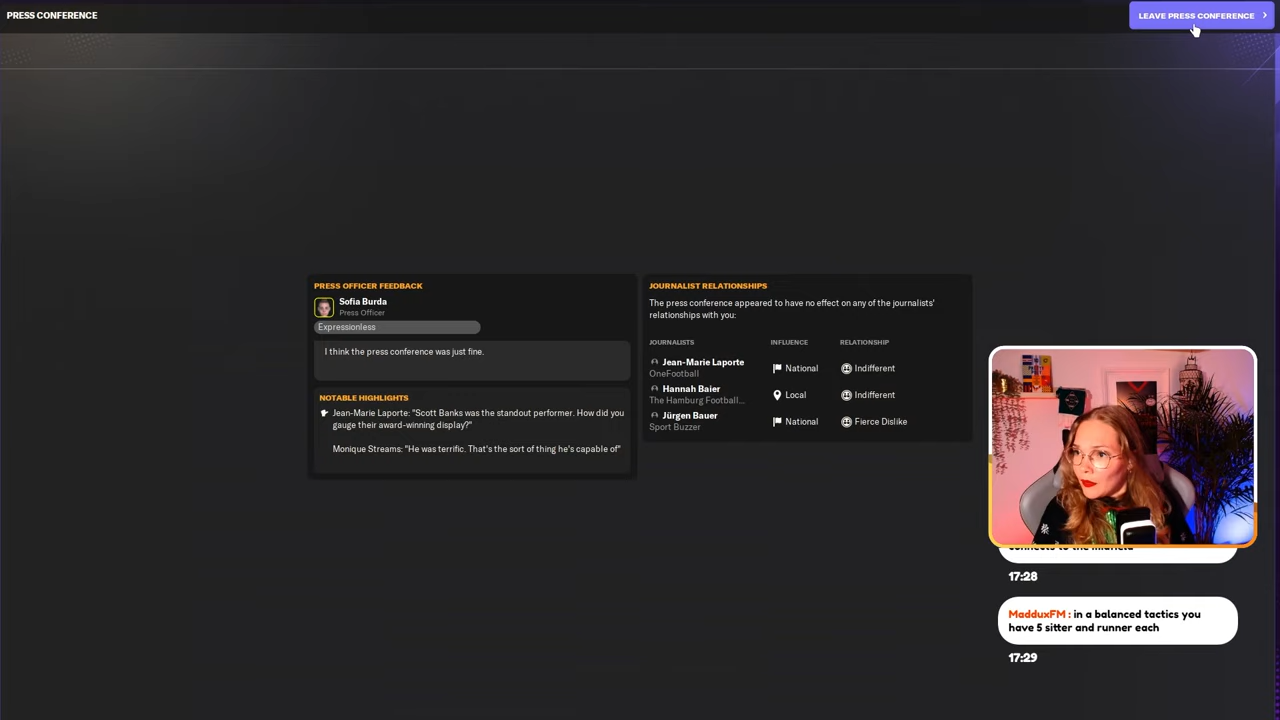 PRESS CONFERENCE
LEAVE PRESS CONFERENCE
PRESS OFFICER FEEDBACK
Sofia Burda
Press Officer
Expressionless
I think the press conference was just fine.
NOTABLE HIGHLIGHTS
Jean-Marie Laporte: "Scott Banks was the standout performer. How did you
gauge their award-winning display?"
Monique Streams: "He was terrific. That's the sort of thing he's capable of"
JOURNALIST RELATIONSHIPS
The press conference appeared to have no effect on any of the journalists'
relationships with you:
JOURNALISTS INFLUENCE RELATIONSHIP
Jean-Marie Laporte
OneFootball
National Indifferent
Hannah Baier
The Hamburg Football...
Local Indifferent
Jürgen Bauer
Sport Buzzer
National Fierce Dislike
17:28
MadduxFM : in a balanced tactics you
have 5 sitter and runner each
17:29